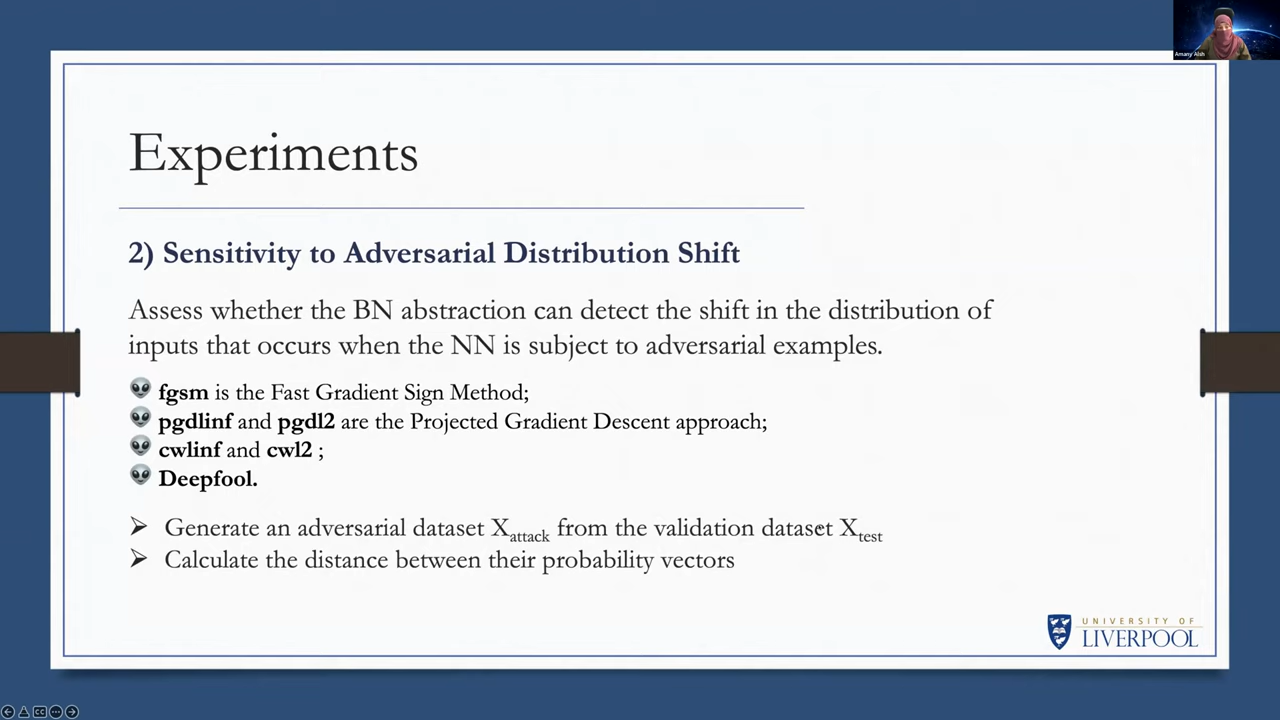 Amany Alsh
Experiments
2) Sensitivity to Adversarial Distribution Shift
Assess whether the BN abstraction can detect the shift in the distribution of
inputs that occurs when the NN is subject to adversarial examples.
fgsm is the Fast Gradient Sign Method;
pgdlinf and pgdl2 are the Projected Gradient Descent approach;
cwlinf and cwl2 ;
Deepfool.
Generate an adversarial dataset Xattack from the validation dataset Xtest
Calculate the distance between their probability vectors
UNIVERSITY OF
LIVERPOOL
CC